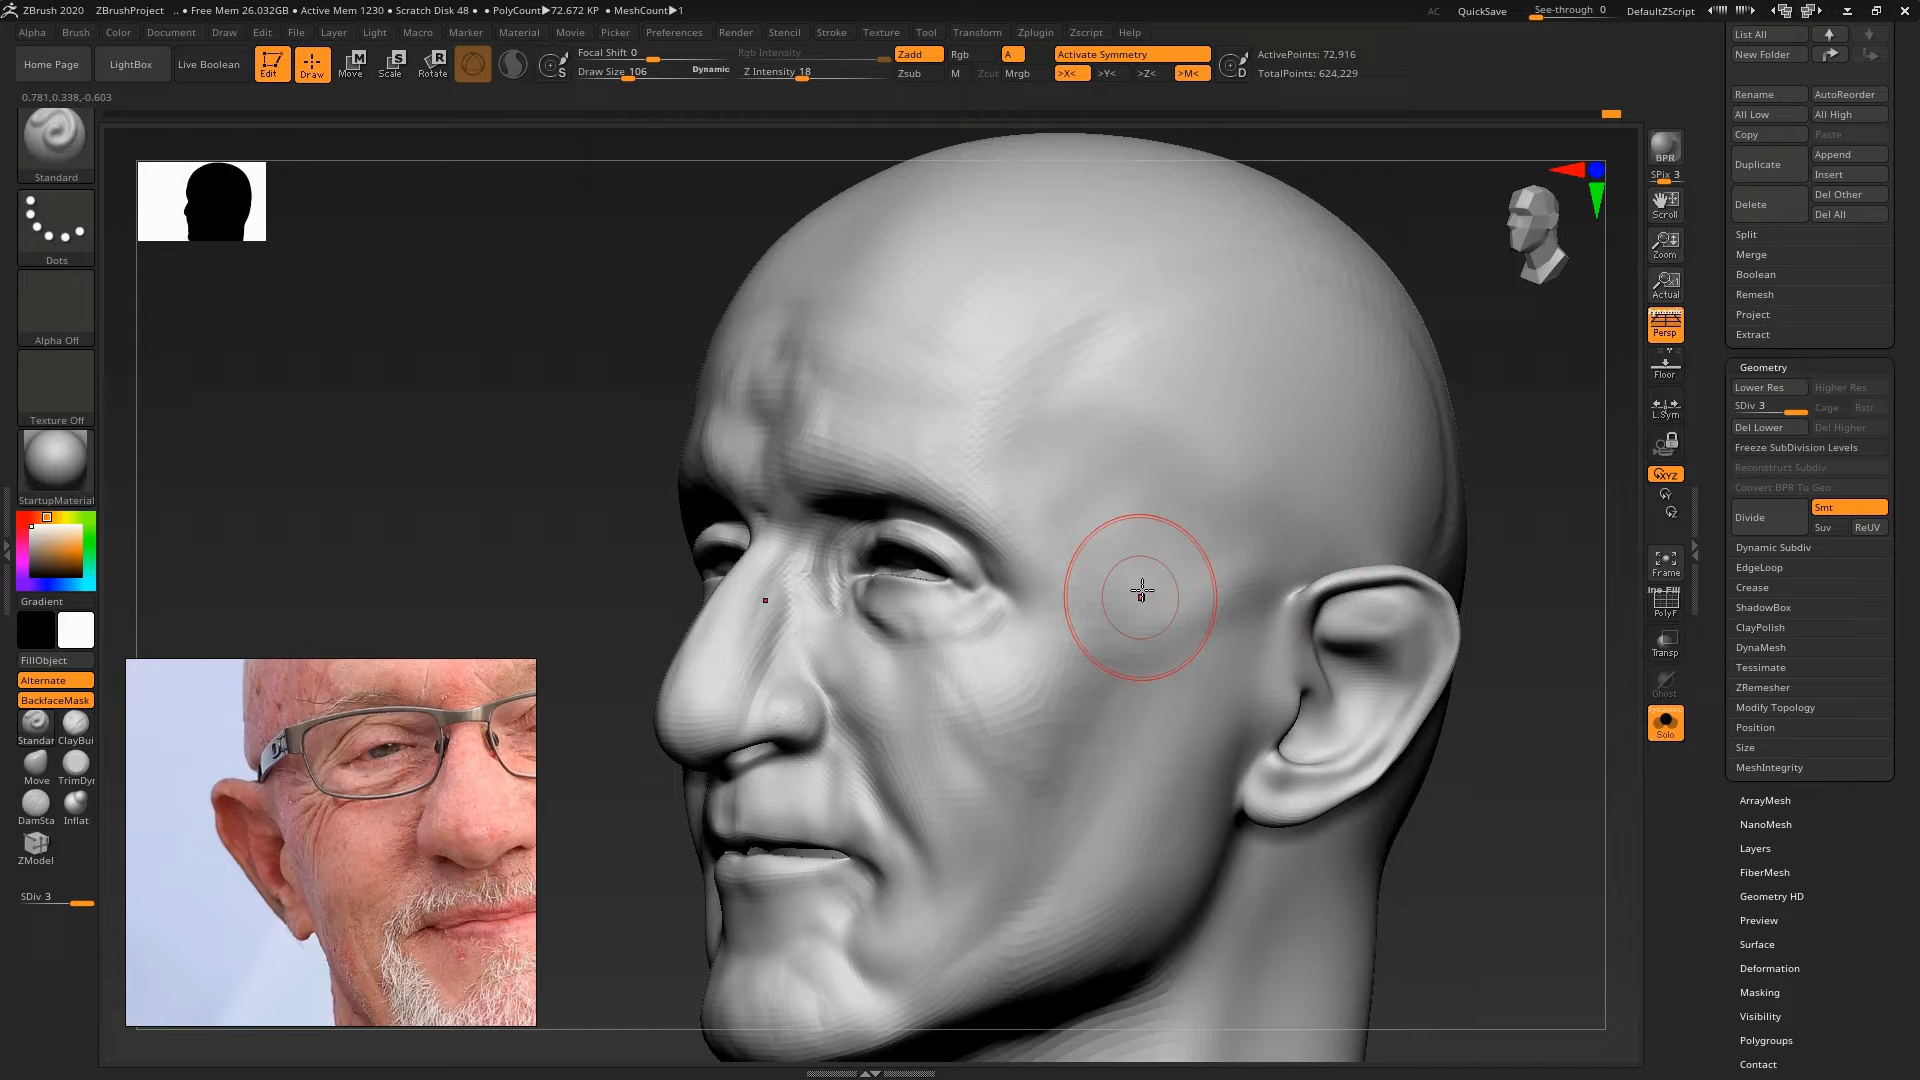 ZBrush 2020 ZBrushProject .. ● Free Mem 26.032GB ● Active Mem 1230 ● Scratch Disk 48 ● ● PolyCount▶72.672 KP ● MeshCount▶1 AC QuickSave See-through 0 DefaultZScript
Alpha Brush Color Document Draw Edit File Layer Light Macro Marker Material Movie Picker Preferences Render Stencil Stroke Texture Tool Transform Zplugin Zscript Help
Home Page LightBox Live Boolean Edit Draw Move Scale Rotate
Focal Shift 0 Rgb Intensity Zadd Rgb A Activate Symmetry ActivePoints: 72,916
Draw Size 106 Dynamic Z Intensity 18 Zsub M Zcut Mrgb >X< >Y< >Z< >M< TotalPoints: 624,229
S
D
0.781,0.338,-0.603
Standard
Dots
Alpha Off
Texture Off
StartupMaterial
Gradient
FillObject
Alternate
BackfaceMask
Standar ClayBui
Move TrimDyn
DamSta Inflat
ZModel
SDiv 3
BPR
SPix 3
Scroll
Zoom
Actual
Dynamic
Persp
Floor
L.Sym
XYZ
Y
Z
Frame
Line Fill
PolyF
Transp
Ghost
Dynamic
Solo
List All
New Folder
Rename AutoReorder
All Low All High
Copy Paste
Duplicate Append
Insert
Delete Del Other
Del All
Split
Merge
Boolean
Remesh
Project
Extract
Geometry
Lower Res Higher Res
SDiv 3 Cage Rstr
Del Lower Del Higher
Freeze SubDivision Levels
Reconstruct Subdiv
Convert BPR To Geo
Divide Smt
Suv ReUV
Dynamic Subdiv
EdgeLoop
Crease
ShadowBox
ClayPolish
DynaMesh
Tessimate
ZRemesher
Modify Topology
Position
Size
MeshIntegrity
ArrayMesh
NanoMesh
Layers
FiberMesh
Geometry HD
Preview
Surface
Deformation
Masking
Visibility
Polygroups
Contact